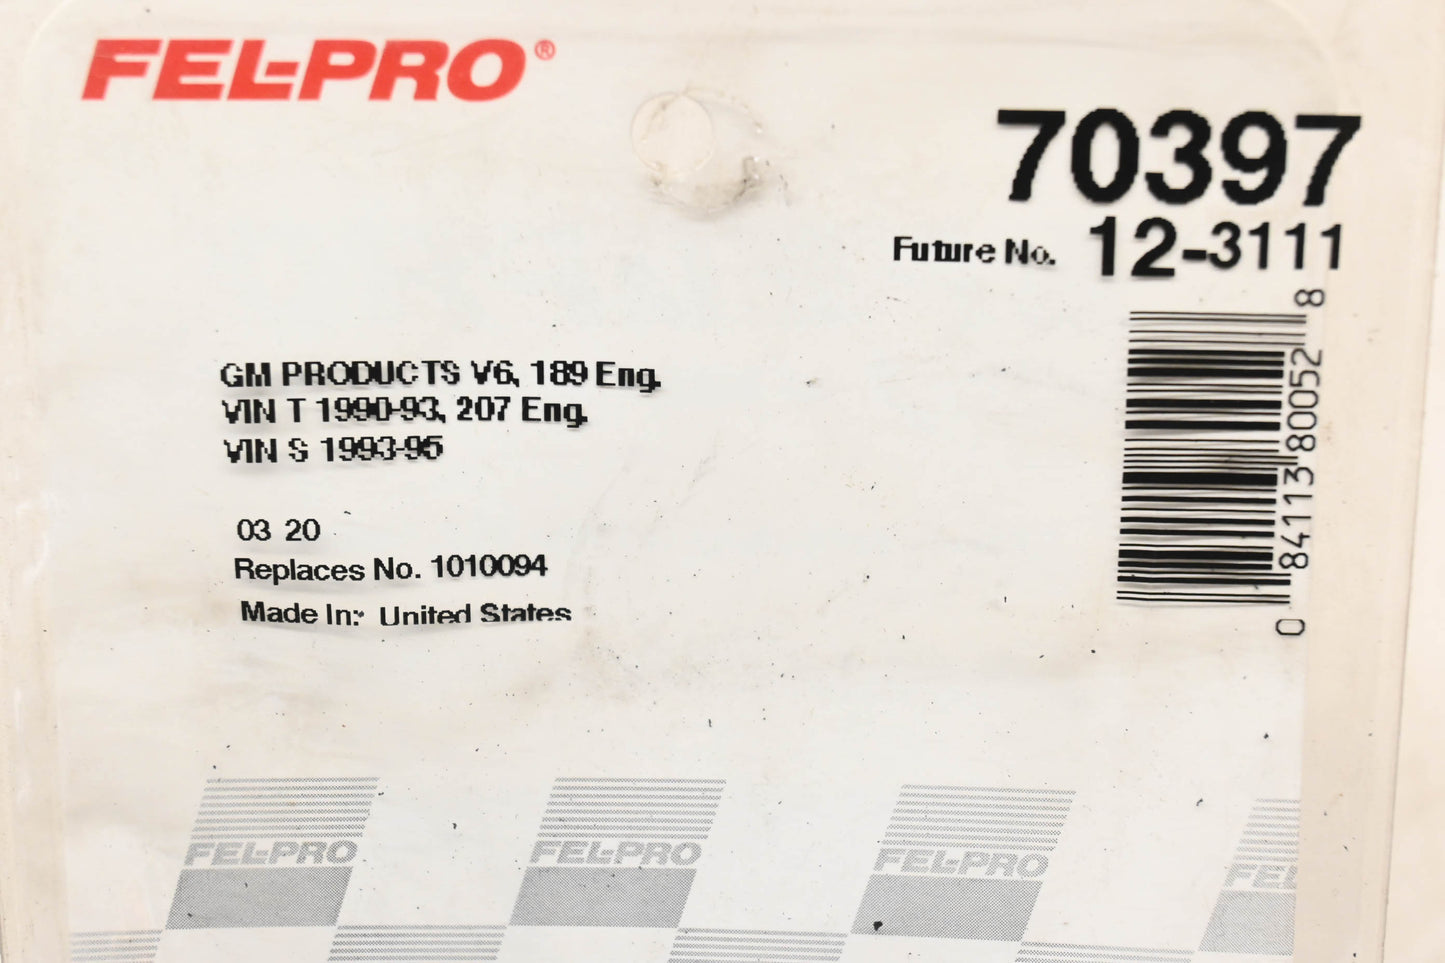 FEL-PRO®
70397
Future No. 12-3111
GM PRODUCTS V6, 189 Eng.
VIN T 1990-93, 207 Eng.
VIN S 1993-95
03 20
Replaces No. 1010094
Made In: United States
0 84113 80052 8
FEL-PRO
FEL-PRO
FEL-PRO
FEL